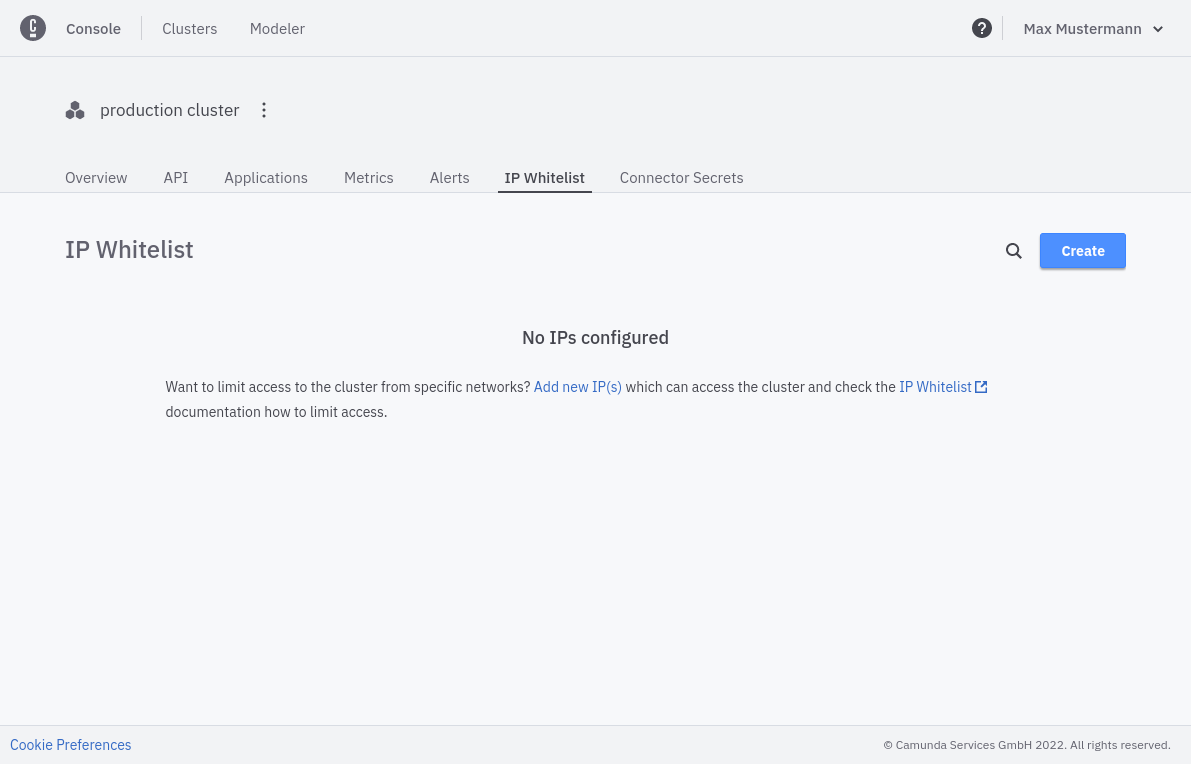 Console Clusters Modeler ? Max Mustermann
production cluster
Overview API Applications Metrics Alerts IP Whitelist Connector Secrets
IP Whitelist
Create
No IPs configured
Want to limit access to the cluster from specific networks? Add new IP(s) which can access the cluster and check the IP Whitelist
documentation how to limit access.
Cookie Preferences
© Camunda Services GmbH 2022. All rights reserved.